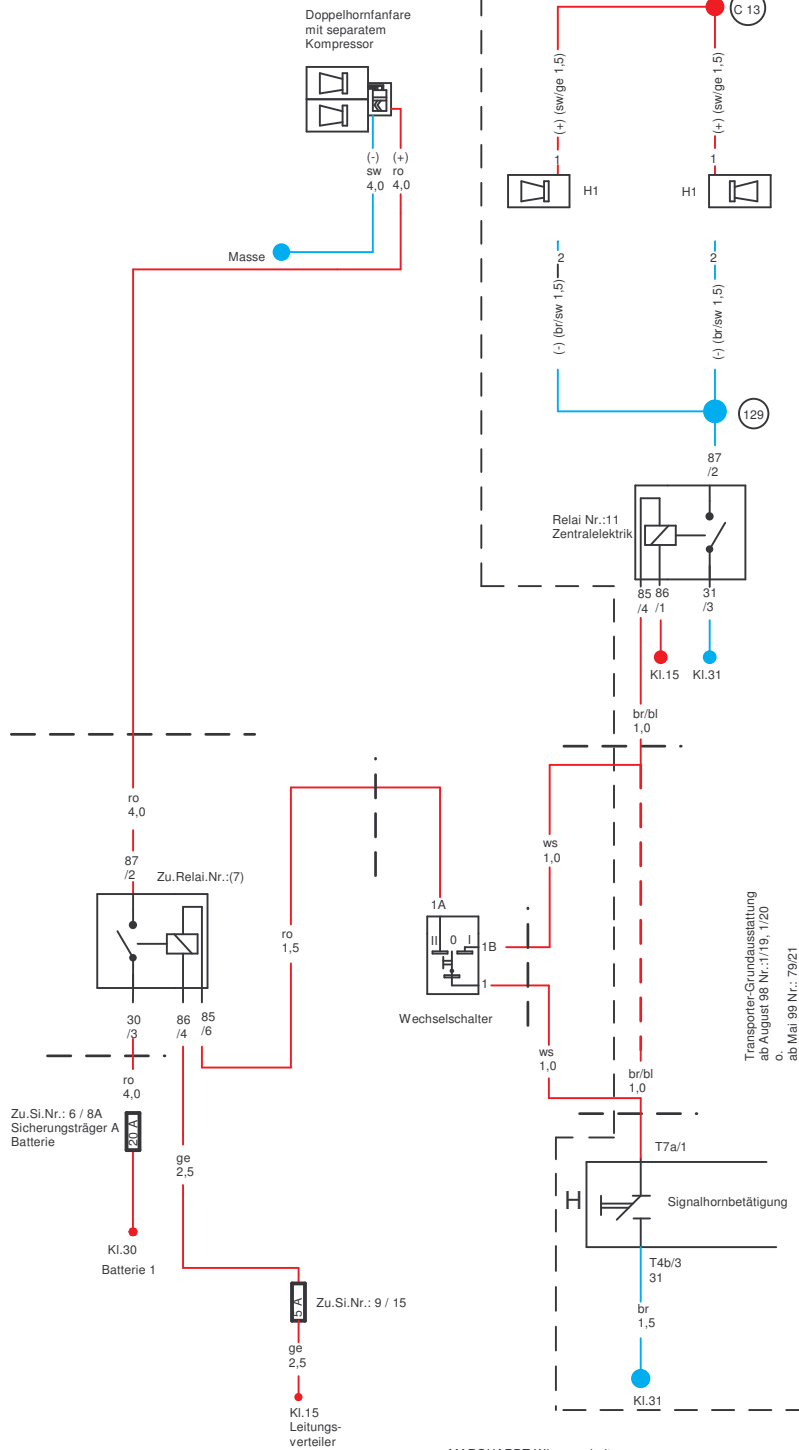 Doppelhornfanfare
mit separatem
Kompressor
C 13
(+) (sw/ge 1,5)
(+) (sw/ge 1,5)
(-)
sw
4,0
(+)
ro
4,0
1
1
H1
H1
Masse
2
2
(-) (br/sw 1,5)
(-) (br/sw 1,5)
129
87
/2
Relai Nr.:11
Zentralelektrik
85
/4
86
/1
31
/3
Kl.15
Kl.31
br/bl
1,0
ro
4,0
87
/2
Zu.Relai.Nr.:(7)
ws
1,0
1A
II
0
I
1B
1
Wechselschalter
ro
1,5
30
/3
86
/4
85
/6
ws
1,0
br/bl
1,0
Transporter-Grundausstattung
ab August 98 Nr.:1/19, 1/20
o.
ab Mai 99 Nr.: 79/21
ro
4,0
Zu.Si.Nr.: 6 / 8A
Sicherungsträger A
Batterie
20 A
T7a/1
ge
2,5
H
Signalhornbetätigung
Kl.30
Batterie 1
T4b/3
31
5 A
Zu.Si.Nr.: 9 / 15
br
1,5
ge
2,5
Kl.31
Kl.15
Leitungs-
verteiler